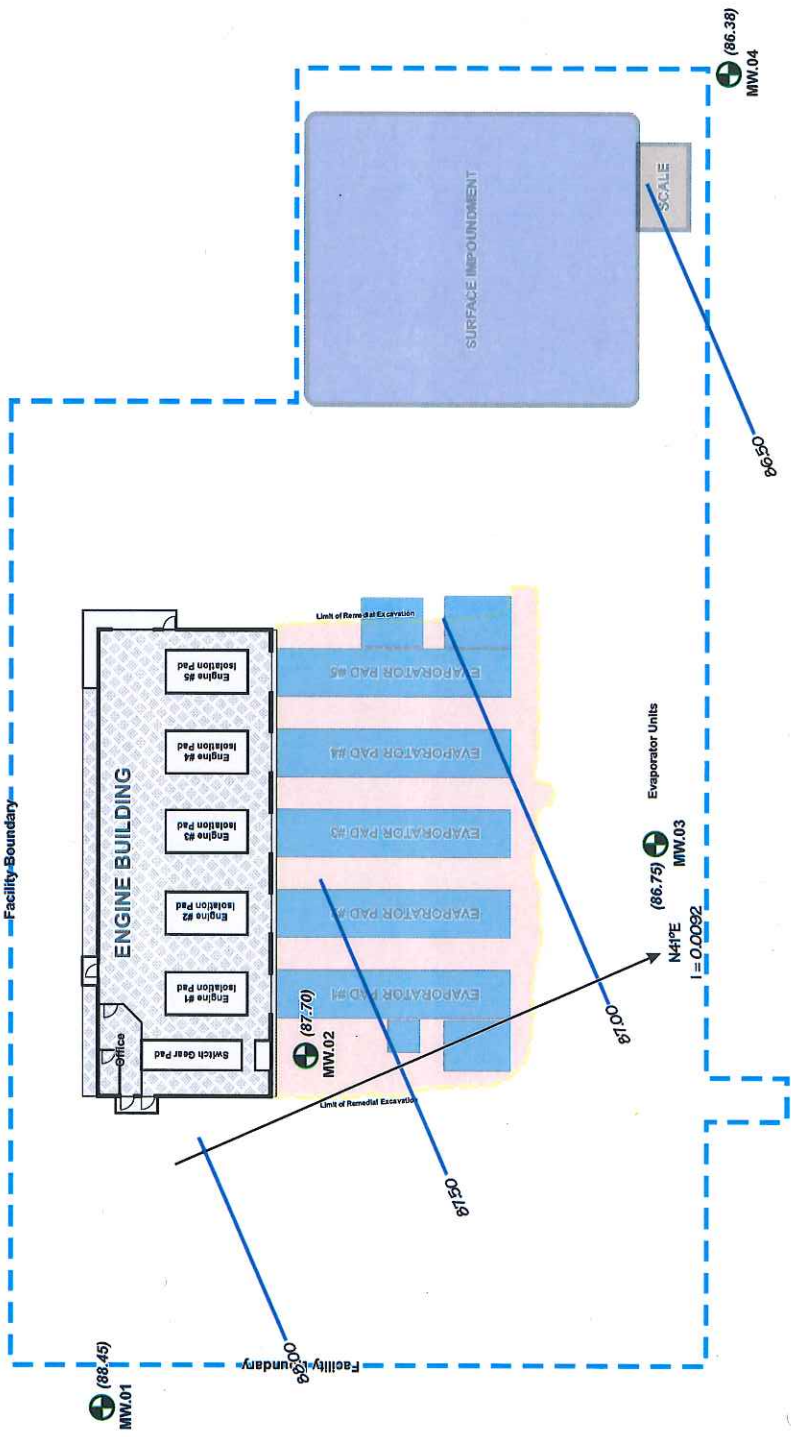 Facility Boundary
(86.38)
MW.04
SURFACE IMPOUNDMENT
SCALE
86.50
ENGINE BUILDING
Engine #5
Isolation Pad
Engine #4
Isolation Pad
Engine #3
Isolation Pad
Engine #2
Isolation Pad
Engine #1
Isolation Pad
Switch Gear Pad
Office
Limit of Remedial Excavation
EVAPORATOR PAD #5
EVAPORATOR PAD #4
EVAPORATOR PAD #3
EVAPORATOR PAD #2
EVAPORATOR PAD #1
Limit of Remedial Excavation
(87.70)
MW.02
Evaporator Units
(86.75)
MW.03
N41°E
i = 0.0092
87.00
87.50
88.00
Facility Boundary
(88.45)
MW.01